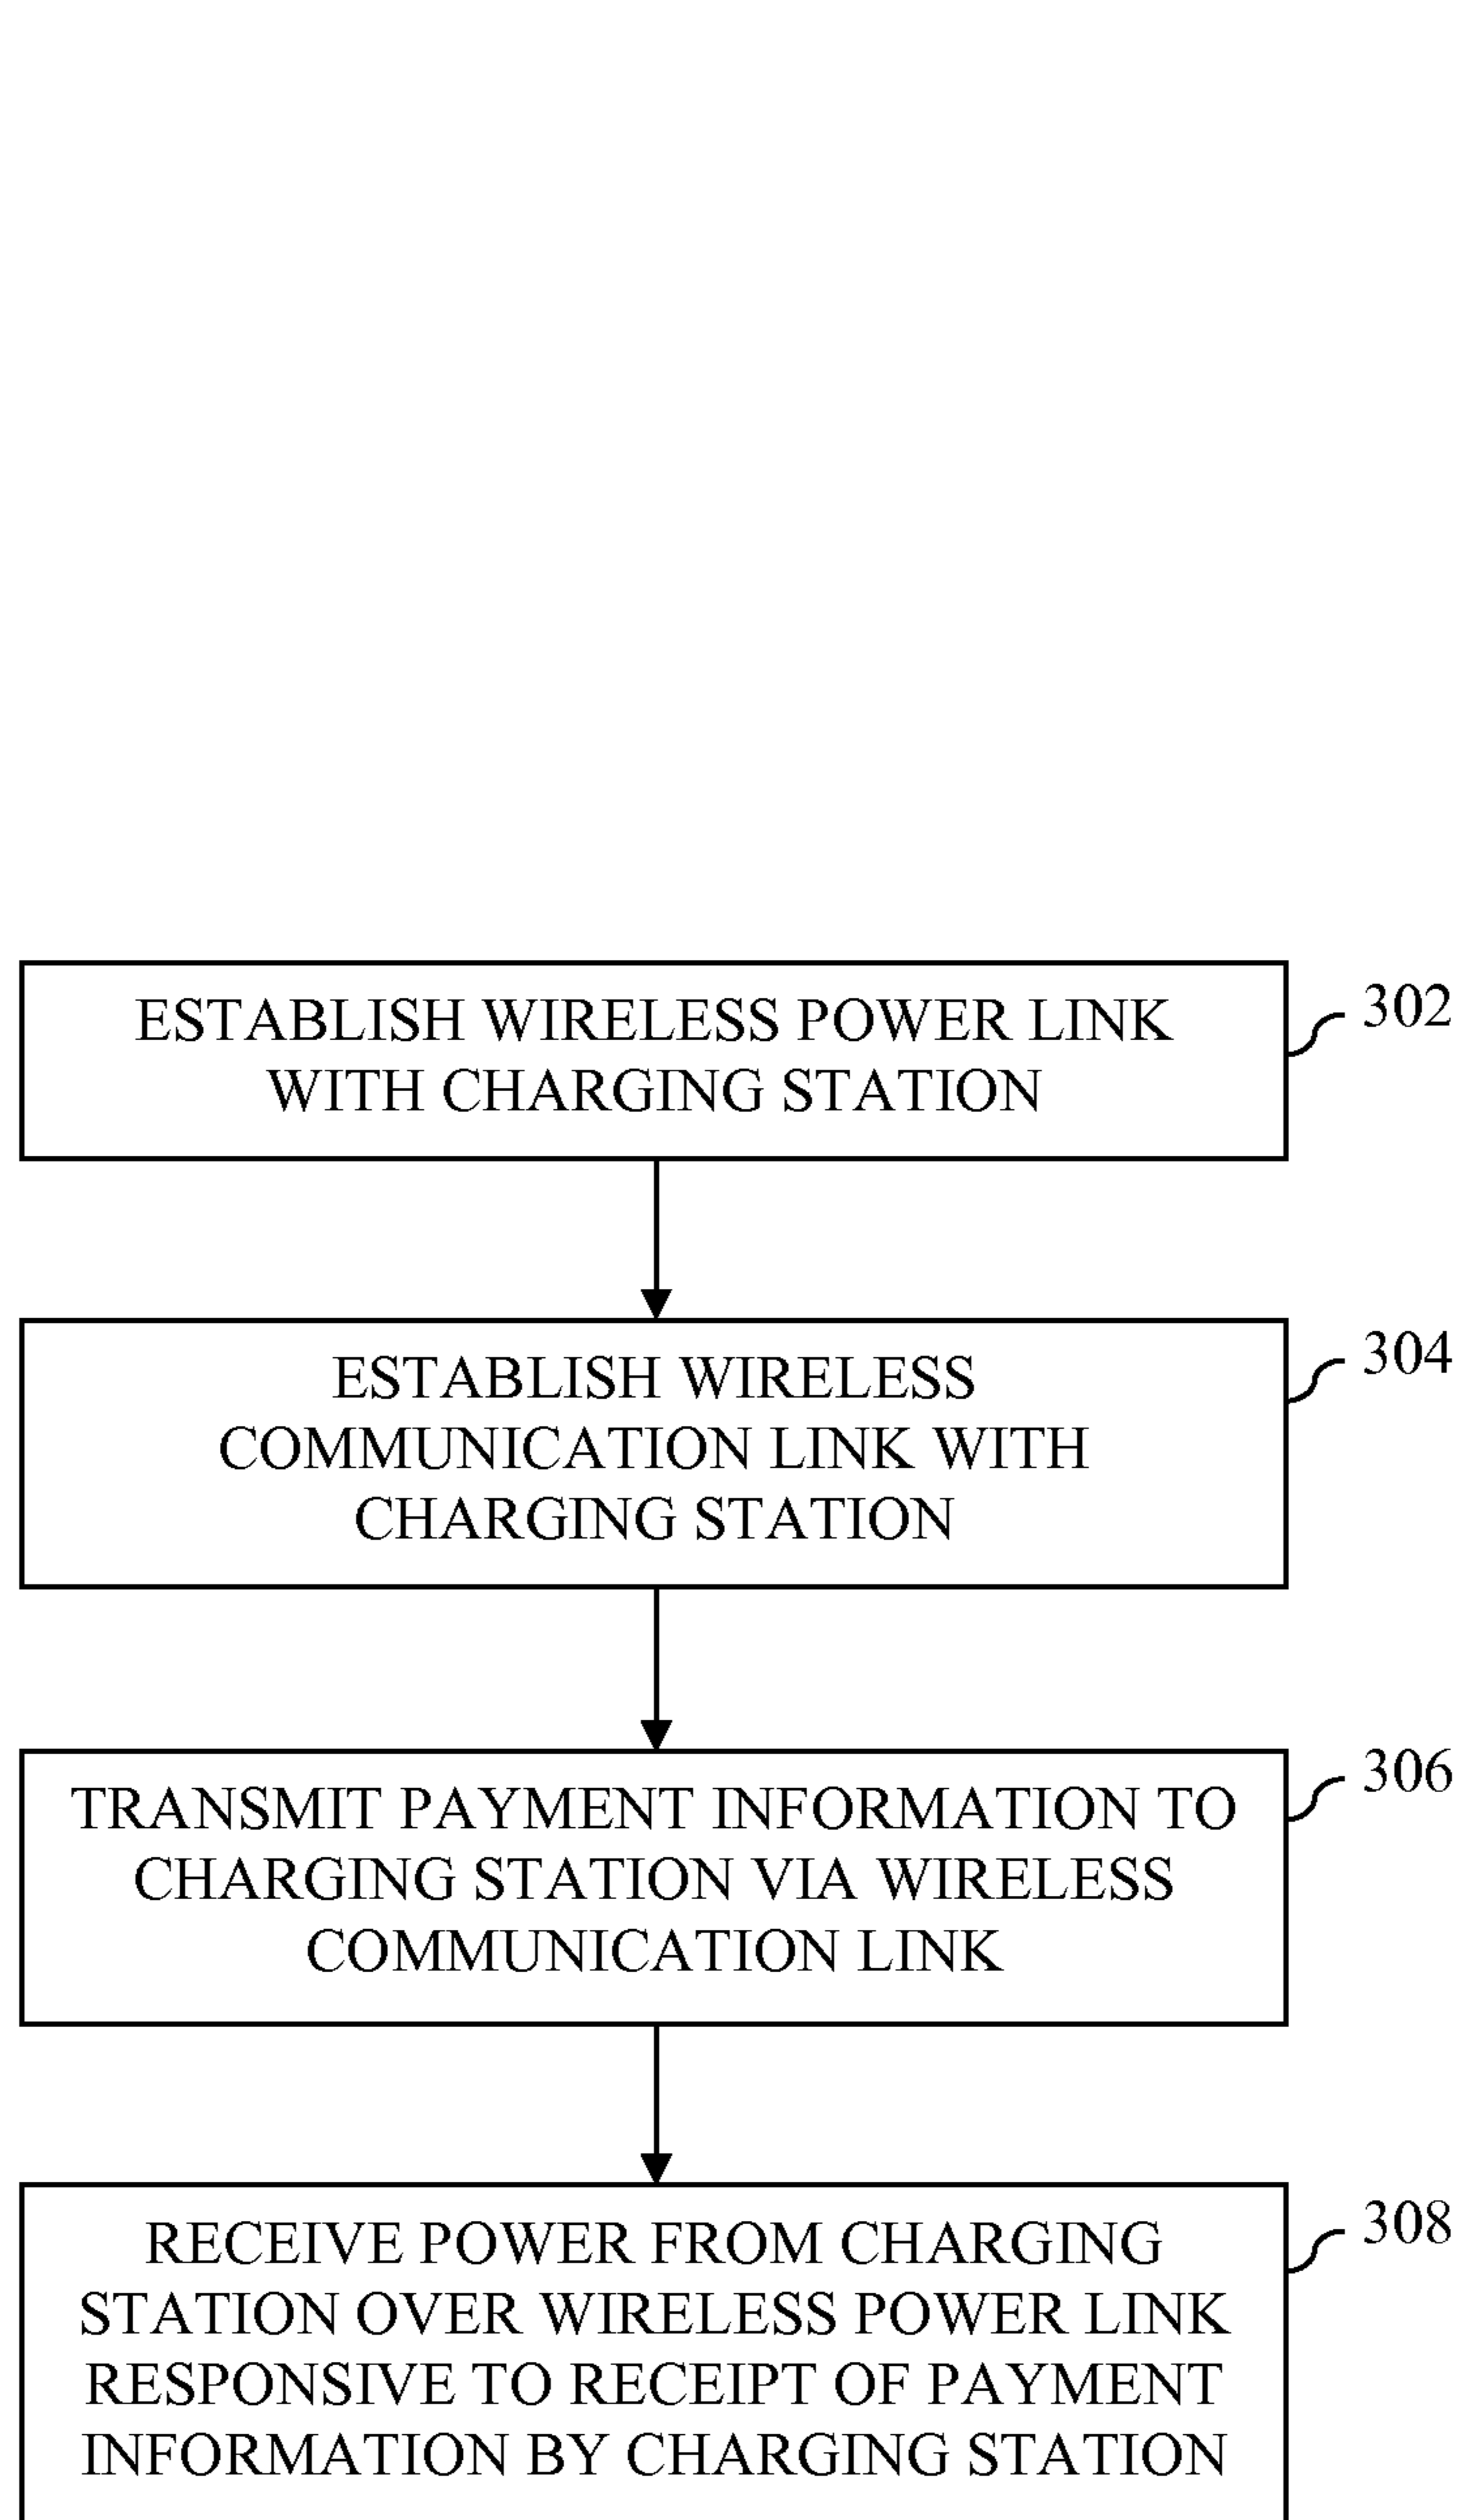 ESTABLISH WIRELESS POWER LINK
WITH CHARGING STATION
302
ESTABLISH WIRELESS
COMMUNICATION LINK WITH
CHARGING STATION
304
TRANSMIT PAYMENT INFORMATION TO
CHARGING STATION VIA WIRELESS
COMMUNICATION LINK
306
RECEIVE POWER FROM CHARGING
STATION OVER WIRELESS POWER LINK
RESPONSIVE TO RECEIPT OF PAYMENT
INFORMATION BY CHARGING STATION
308